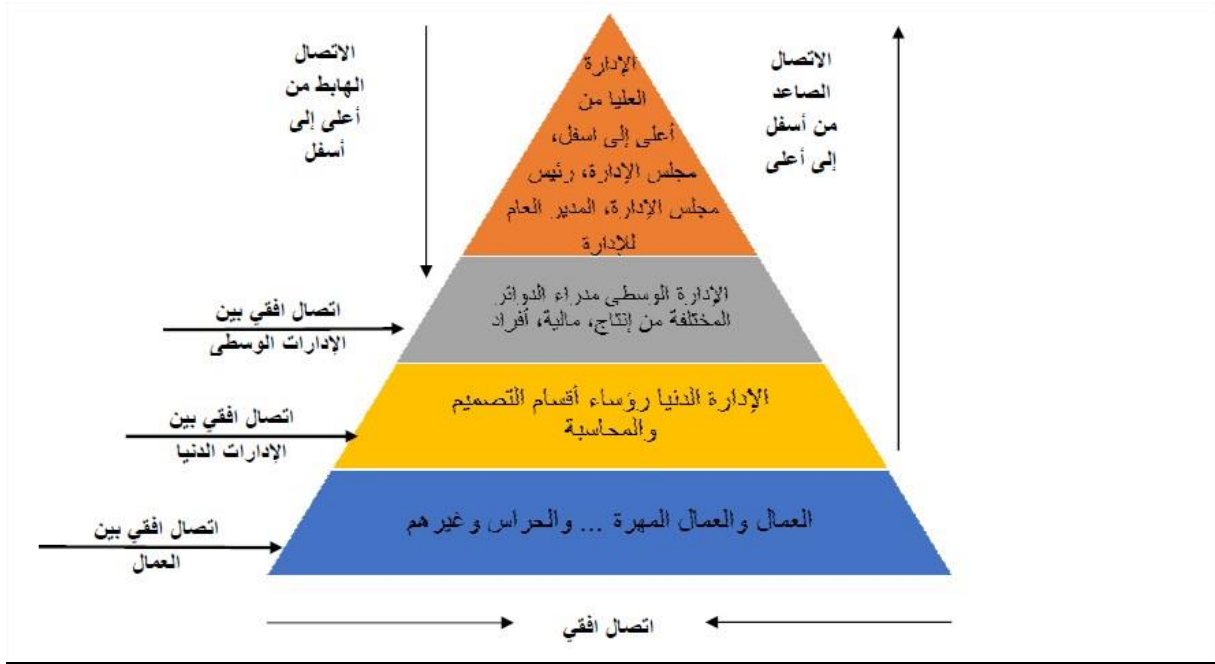 الاتصال
الصاعد
من أسفل
إلى أعلى
الاتصال
الهابط من
أعلى إلى
أسفل
الإدارة
العليا من
أعلى إلى اسفل،
مجلس الإدارة، رئيس
مجلس الإدارة، المدير العام
للإدارة
الإدارة الوسطى مدراء الدوائر
المختلفة من إنتاج، مالية، أفراد
اتصال افقي بين
الإدارات الوسطى
الإدارة الدنيا رؤساء أقسام التصميم
والمحاسبة
اتصال افقي بين
الإدارات الدنيا
العمال والعمال المهرة ... والحراس وغيرهم
اتصال افقي بين
العمال
اتصال افقي